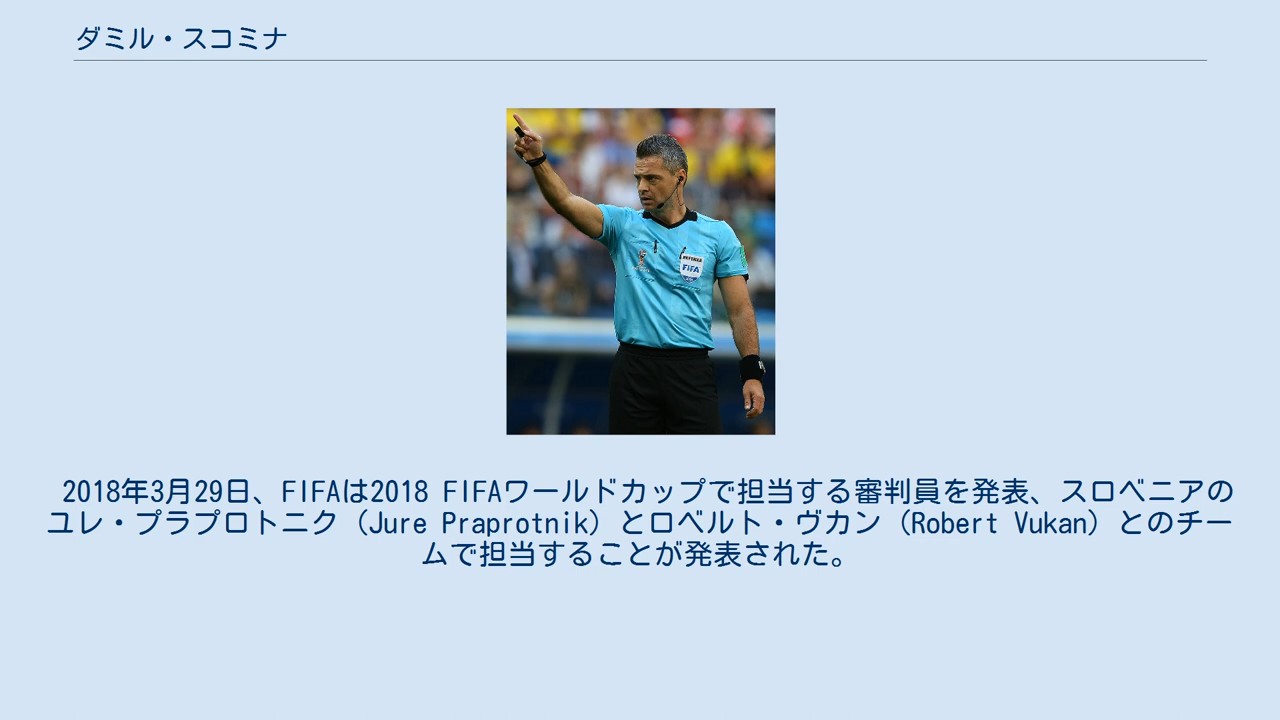 ダミル・スコミナ
REFEREE
FIFA
2018年3月29日、FIFAは2018 FIFAワールドカップで担当する審判員を発表、スロベニアの
ユレ・プラプロトニク（Jure Praprotnik）とロベルト・ヴカン（Robert Vukan）とのチー
ムで担当することが発表された。